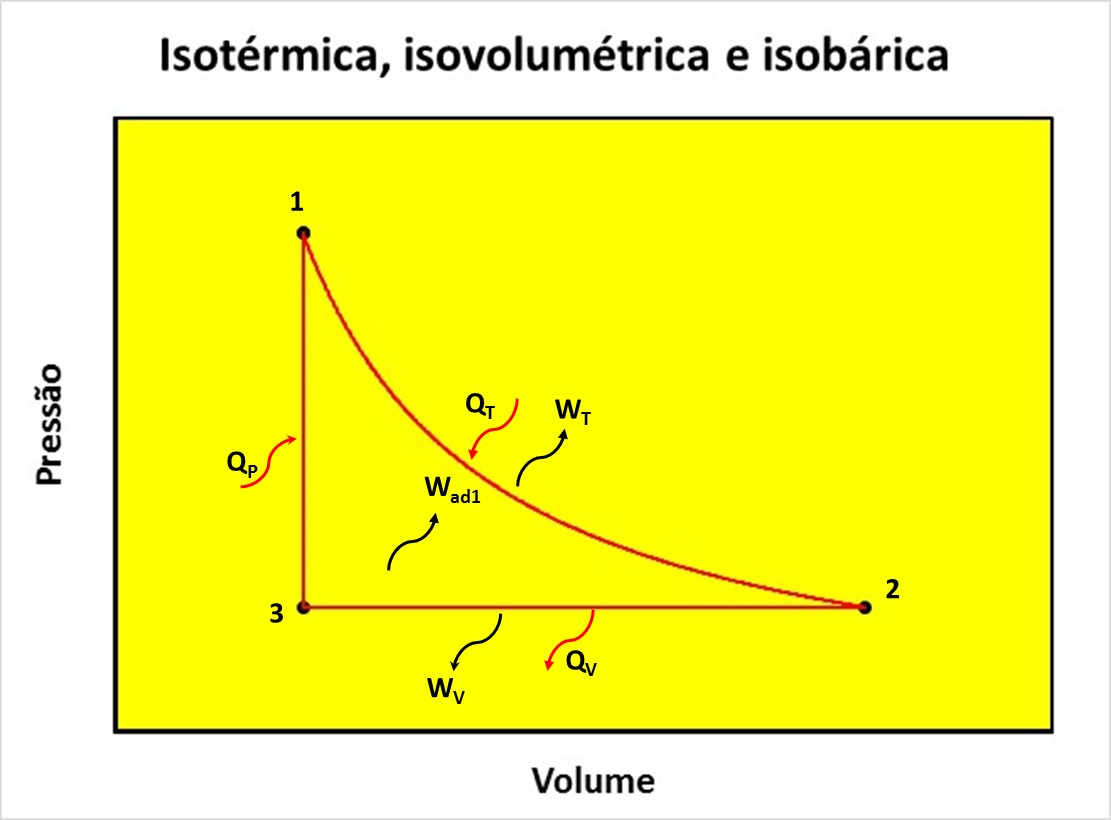 Isotérmica, isovolumétrica e isobárica
1
Pressão
Q_T
W_T
Q_P
W_ad1
2
3
Q_V
W_V
Volume